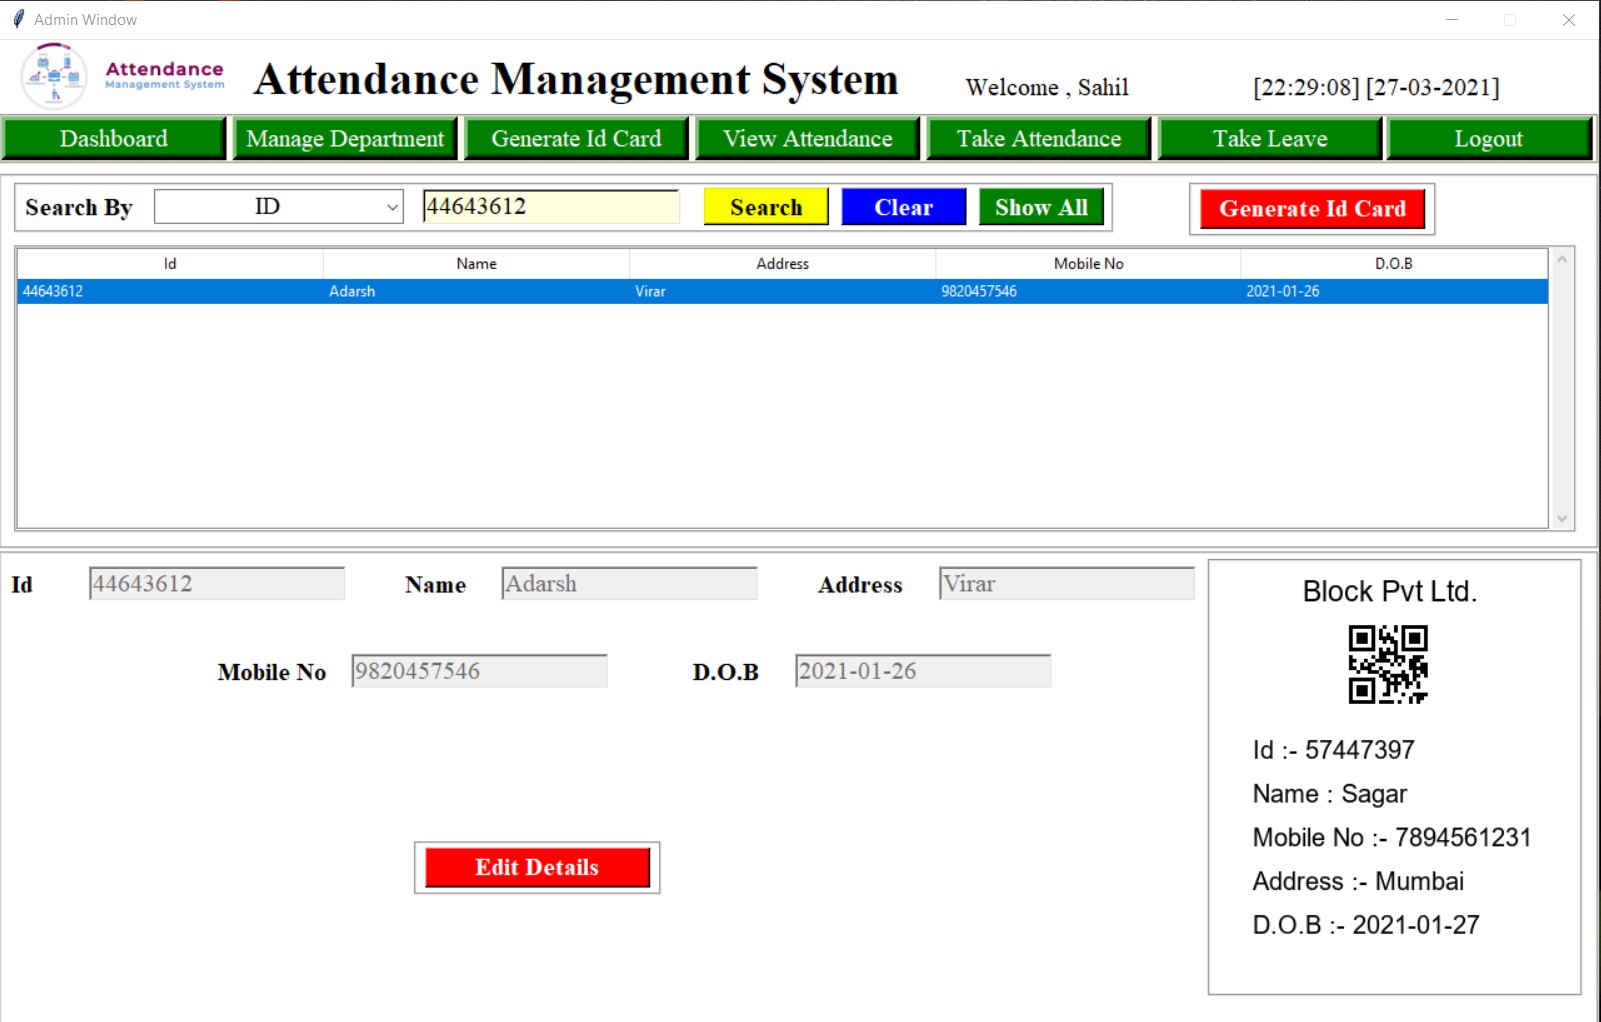 Admin Window
Attendance
Management System
Attendance Management System
Welcome , Sahil
[22:29:08] [27-03-2021]
Dashboard Manage Department Generate Id Card View Attendance Take Attendance Take Leave Logout
Search By ID 44643612 Search Clear Show All Generate Id Card
Id Name Address Mobile No D.O.B
44643612 Adarsh Virar 9820457546 2021-01-26
Id 44643612 Name Adarsh Address Virar
Mobile No 9820457546 D.O.B 2021-01-26
Edit Details
Block Pvt Ltd.
Id :- 57447397
Name : Sagar
Mobile No :- 7894561231
Address :- Mumbai
D.O.B :- 2021-01-27